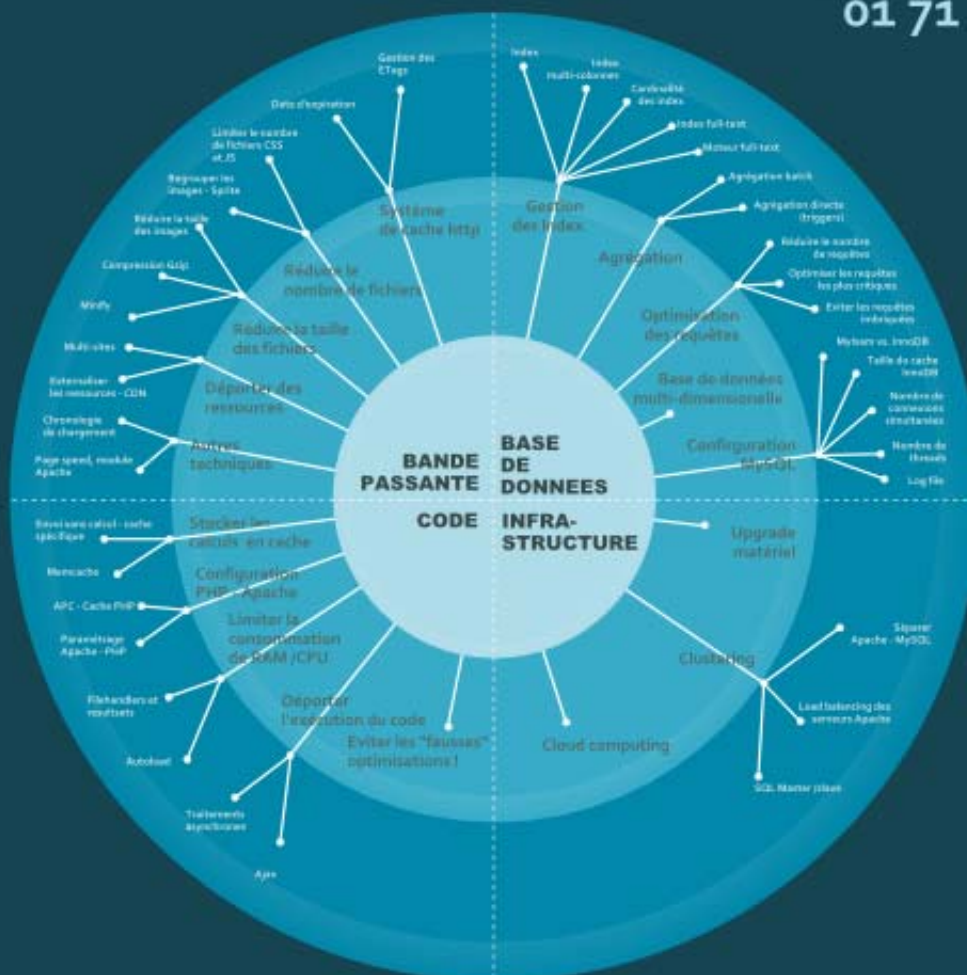 01 71
Gestion des
ETags
Date d'expiration
Limiter le nombre
de fichiers CSS
et JS
Regrouper les
images - Sprite
Réduire la taille
des images
Compression Gzip
Minify
Multi-sites
Externaliser
les ressources - CDN
Chronologie
de chargement
Page speed, module
Apache
Système
de cache http
Réduire le
nombre de fichiers
Réduire la taille
des fichiers
Déporter des
ressources
Autres
techniques
Index
Index
multi-colonnes
Cardinalité
des index
Index full-text
Moteur full-text
Agrégation batch
Agrégation directe
(triggers)
Réduire le nombre
de requêtes
Optimiser les requêtes
les plus critiques
Eviter les requêtes
imbriquées
Myisam vs. InnoDB
Taille du cache
InnoDB
Nombre de
connexions
simultanées
Nombre de
threads
Log file
Gestion
des Index
Agrégation
Optimisation
des requêtes
Base de données
multi-dimensionelle
Configuration
MySQL
BANDE
PASSANTE
BASE
DE
DONNEES
CODE
INFRA-
STRUCTURE
Envoi sans calcul - cache
spécifique
Memcache
APC - Cache PHP
Paramétrage
Apache - PHP
Filehandlers et
resultsets
Autoload
Traitements
asynchrones
Ajax
Stocker les
calculs en cache
Configuration
PHP - Apache
Limiter la
consommation
de RAM /CPU
Déporter
l'exécution du code
Eviter les "fausses"
optimisations !
Upgrade
matériel
Clustering
Cloud computing
Séparer
Apache - MySQL
Load balancing des
serveurs Apache
SQL Master /slave